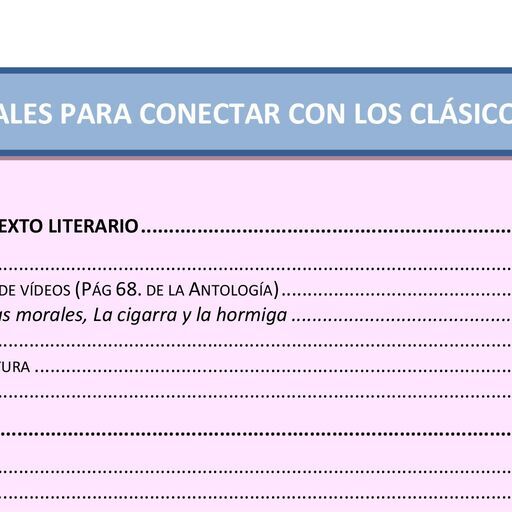 ALES PARA CONECTAR CON LOS CLÁSICO
EXTO LITERARIO......................................................
......................................................
DE VÍDEOS (PÁG 68. DE LA ANTOLOGÍA)......................................
as morales, La cigarra y la hormiga ......................................
......................................................
TURA ......................................................
......................................................
......................................................
......................................................
......................................................